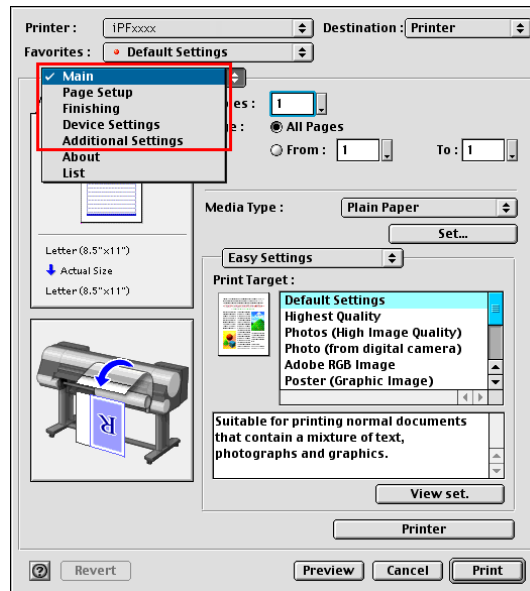 Printer : iPFxxxx Destination : Printer
Favorites : Default Settings
Main
Page Setup
Finishing
Device Settings
Additional Settings
About
List
es : 1
e : All Pages
From : 1 To : 1
Letter (8.5"x11")
Actual Size
Letter (8.5"x11")
Media Type : Plain Paper
Set...
Easy Settings
Print Target :
Default Settings
Highest Quality
Photos (High Image Quality)
Photo (from digital camera)
Adobe RGB Image
Poster (Graphic Image)
R
Suitable for printing normal documents
that contain a mixture of text,
photographs and graphics.
View set.
Printer
? Revert Preview Cancel Print